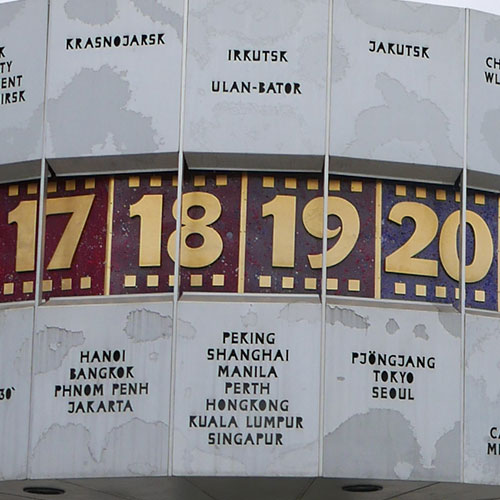 KRASNOJARSK
IRKUTSK
ULAN-BATOR
JAKUTSK
17 18 19 20
HANOI
BANGKOK
PHNOM PENH
JAKARTA
PEKING
SHANGHAI
MANILA
PERTH
HONGKONG
KUALA LUMPUR
SINGAPUR
PJÖNGJANG
TOKYO
SEOUL